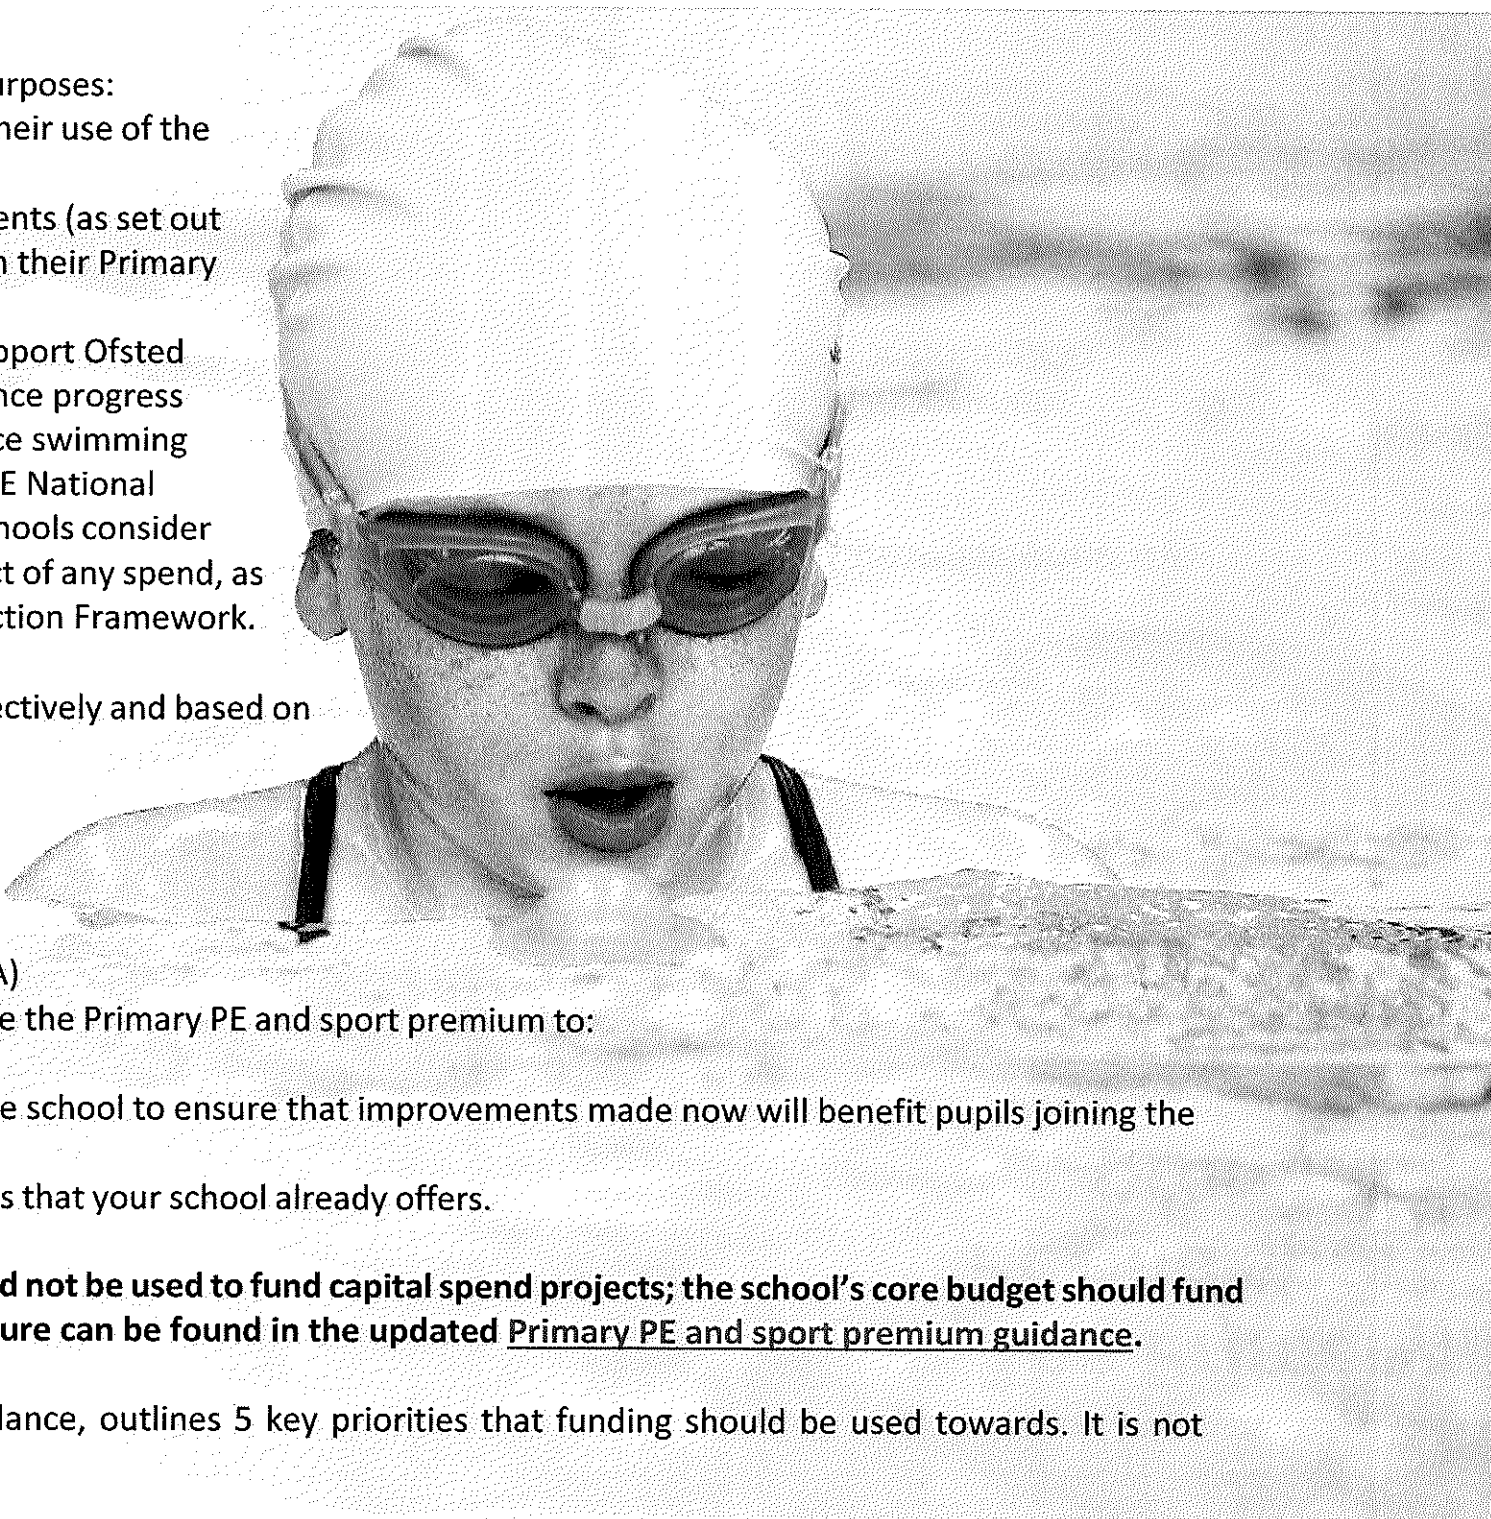 urposes:
heir use of the
ents (as set out
n their Primary
pport Ofsted
nce progress
ce swimming
E National
hools consider
ct of any spend, as
ction Framework.
ectively and based on
A)
e the Primary PE and sport premium to:
e school to ensure that improvements made now will benefit pupils joining the
s that your school already offers.
d not be used to fund capital spend projects; the school’s core budget should fund
ure can be found in the updated Primary PE and sport premium guidance.
lance, outlines 5 key priorities that funding should be used towards. It is not